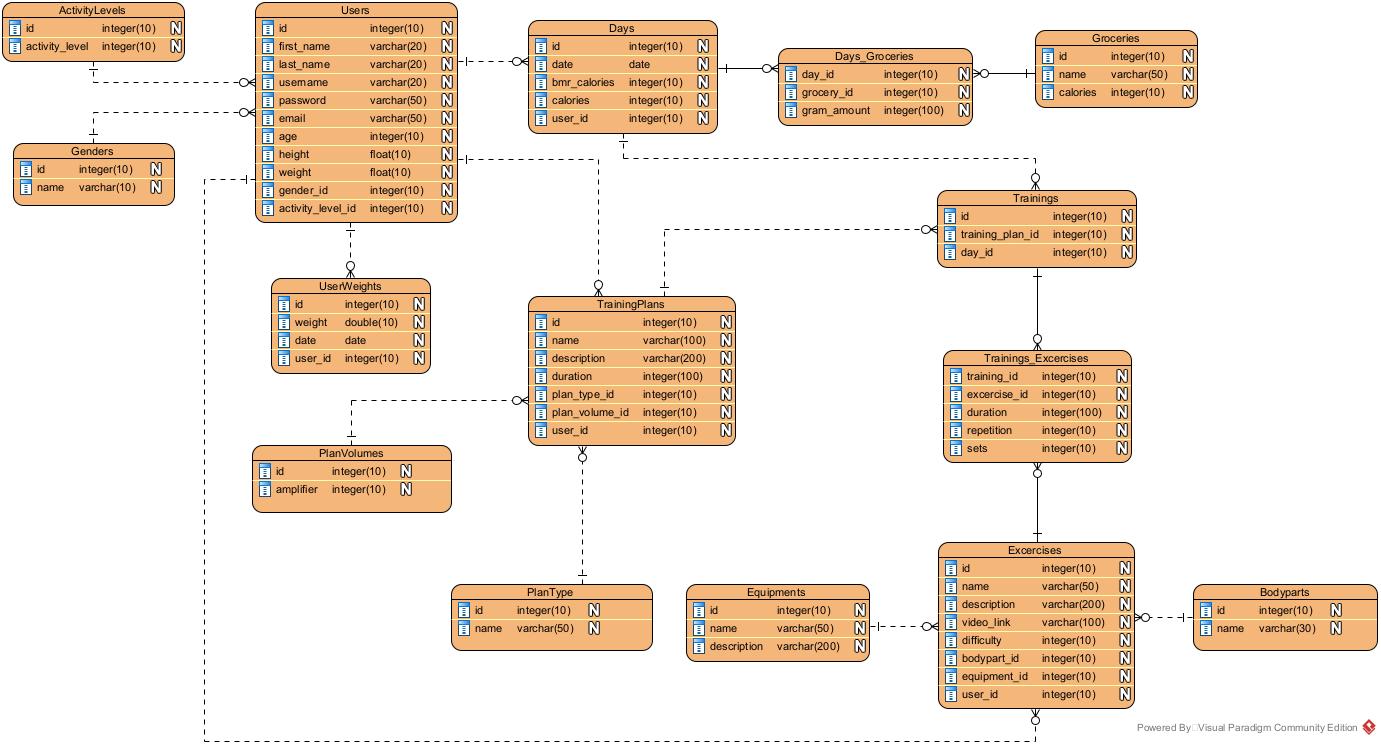 ActivityLevels
id integer(10) N
activity_level integer(10) N
Users
id integer(10) N
first_name varchar(20) N
last_name varchar(20) N
username varchar(20) N
password varchar(50) N
email varchar(50) N
age integer(10) N
height float(10) N
weight float(10) N
gender_id integer(10) N
activity_level_id integer(10) N
Days
id integer(10) N
date date N
bmr_calories integer(10) N
calories integer(10) N
user_id integer(10) N
Days_Groceries
day_id integer(10) N
grocery_id integer(10) N
gram_amount integer(100) N
Groceries
id integer(10) N
name varchar(50) N
calories integer(10) N
Genders
id integer(10) N
name varchar(10) N
Trainings
id integer(10) N
training_plan_id integer(10) N
day_id integer(10) N
UserWeights
id integer(10) N
weight double(10) N
date date N
user_id integer(10) N
TrainingPlans
id integer(10) N
name varchar(100) N
description varchar(200) N
duration integer(100) N
plan_type_id integer(10) N
plan_volume_id integer(10) N
user_id integer(10) N
Trainings_Excercises
training_id integer(10) N
excercise_id integer(10) N
duration integer(100) N
repetition integer(10) N
sets integer(10) N
PlanVolumes
id integer(10) N
amplifier integer(10) N
PlanType
id integer(10) N
name varchar(50) N
Equipments
id integer(10) N
name varchar(50) N
description varchar(200) N
Excercises
id integer(10) N
name varchar(50) N
description varchar(200) N
video_link varchar(100) N
difficulty integer(10) N
bodypart_id integer(10) N
equipment_id integer(10) N
user_id integer(10) N
Bodyparts
id integer(10) N
name varchar(30) N
Powered By Visual Paradigm Community Edition